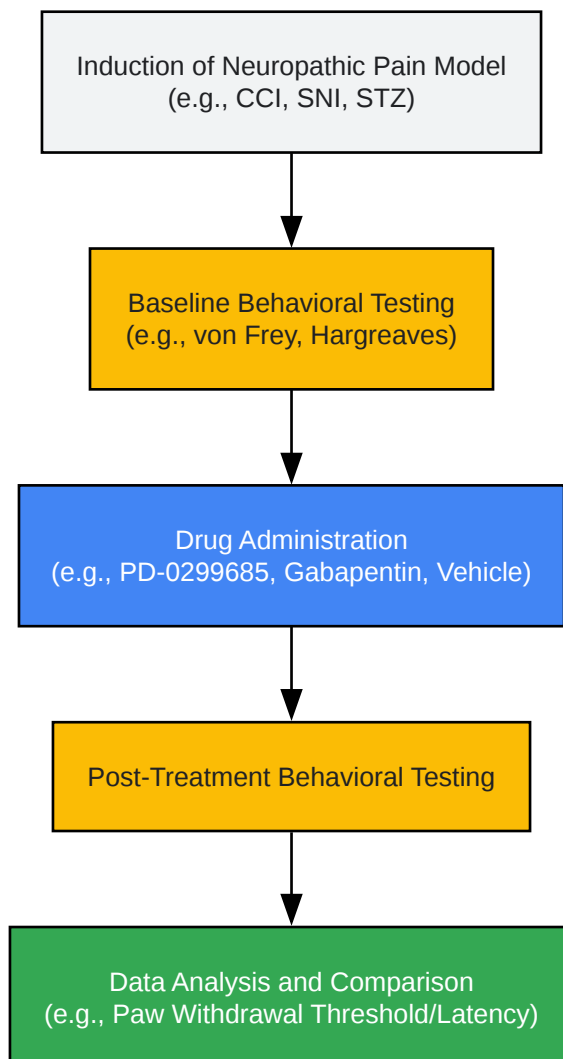 Induction of Neuropathic Pain Model
(e.g., CCI, SNI, STZ)
Baseline Behavioral Testing
(e.g., von Frey, Hargreaves)
Drug Administration
(e.g., PD-0299685, Gabapentin, Vehicle)
Post-Treatment Behavioral Testing
Data Analysis and Comparison
(e.g., Paw Withdrawal Threshold/Latency)